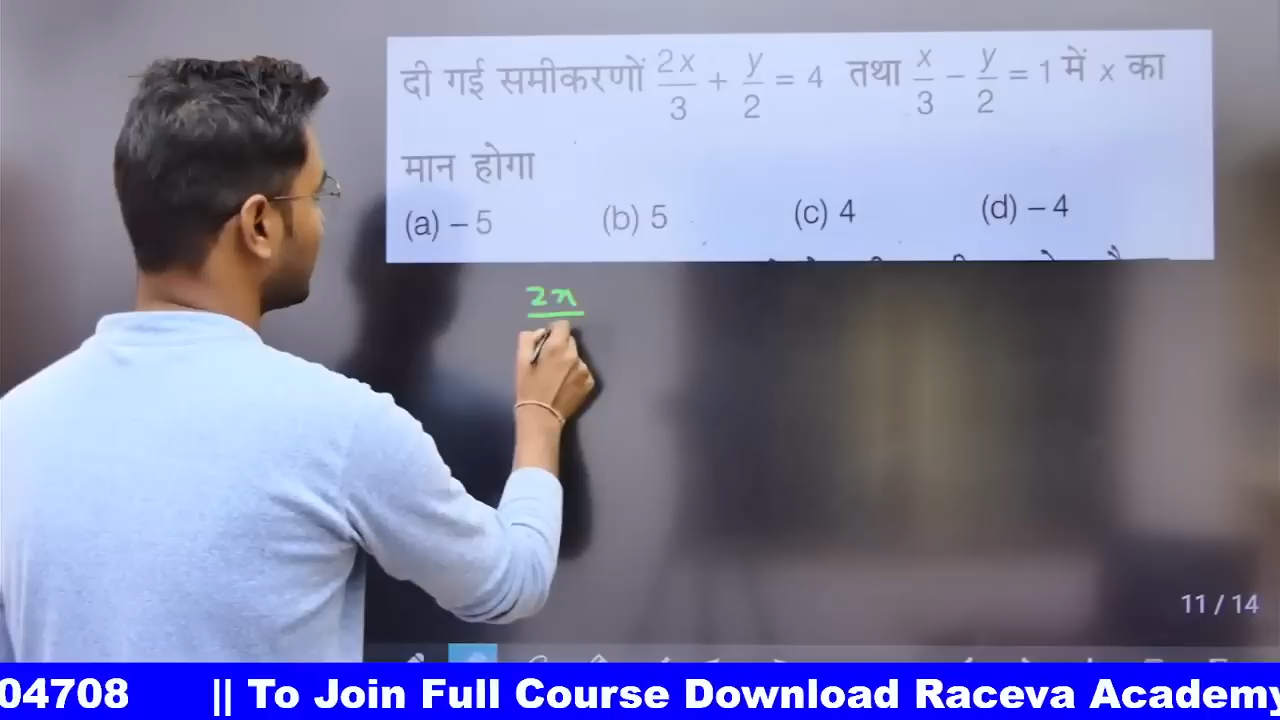 दी गई समीकरणों 2x/3 + y/2 = 4 तथा x/3 − y/2 = 1 में x का
मान होगा
(a) – 5 (b) 5 (c) 4 (d) – 4
2x
11 / 14
04708 || To Join Full Course Download Raceva Academy